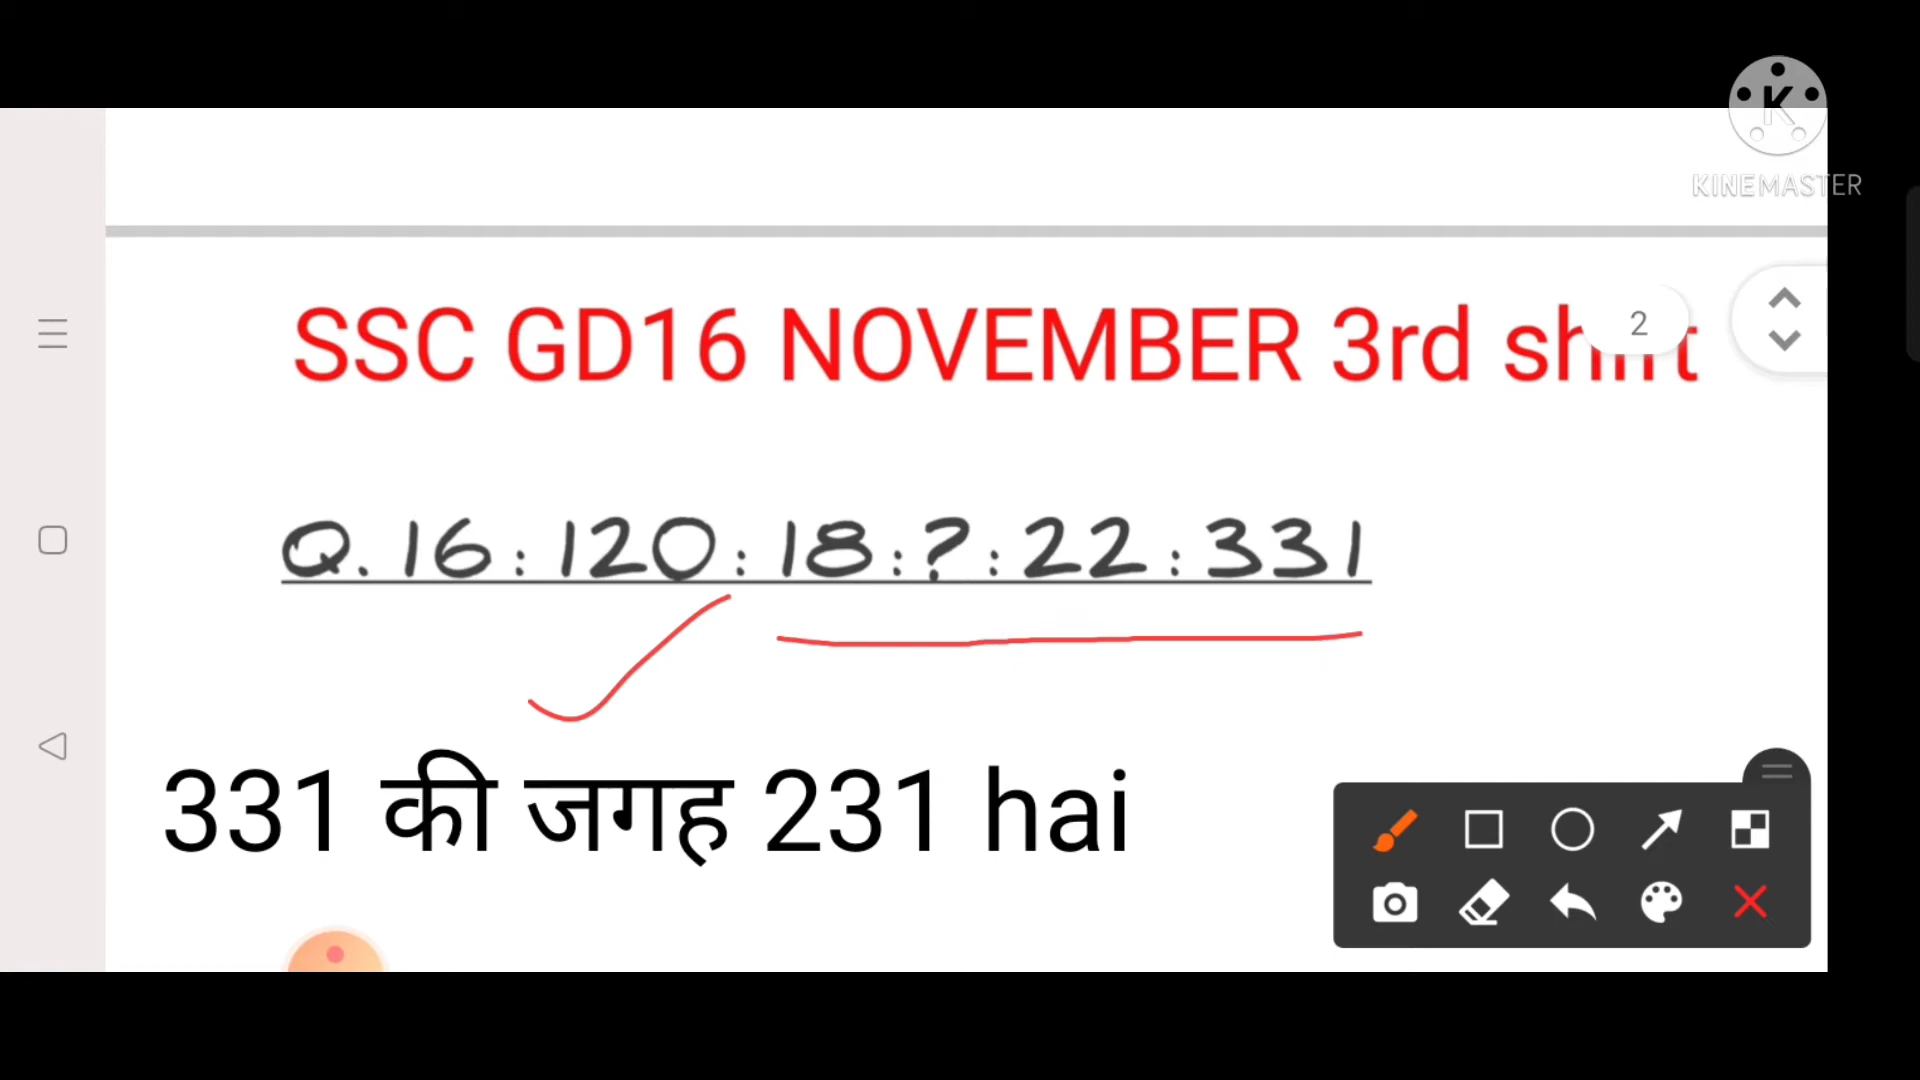 KINEMASTER
SSC GD16 NOVEMBER 3rd shift
2
Q. 16 : 120 : 18 : ? : 22 : 331
331 की जगह 231 hai